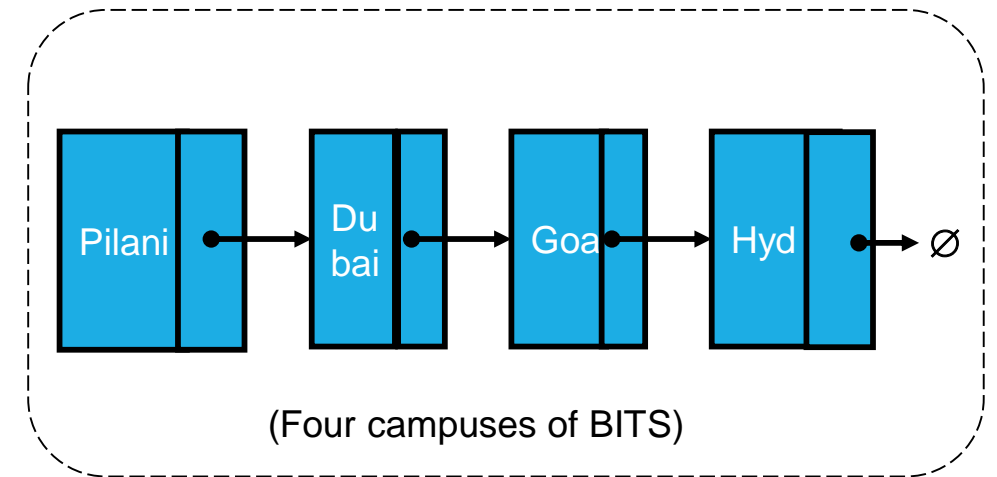 Pilani
Du
bai
Goa
Hyd
∅
(Four campuses of BITS)